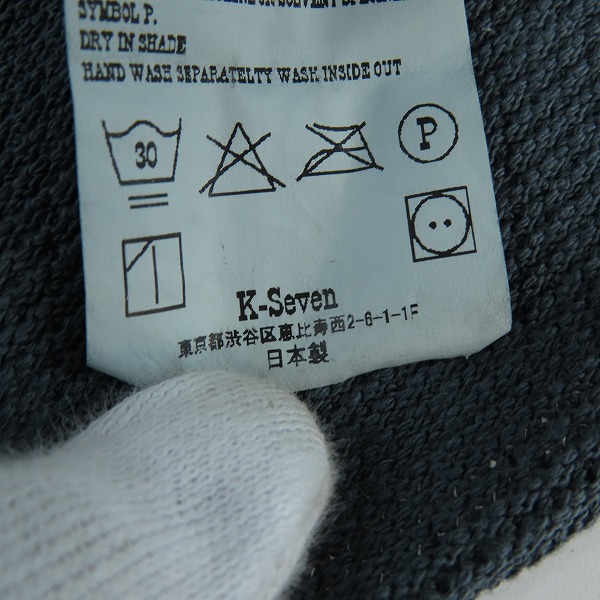 SYMBOL P.
DRY IN SHADE
HAND WASH SEPARATELTY WASH INSIDE OUT
30
P
K-Seven
東京都渋谷区恵比寿西2-6-1-1F
日本製